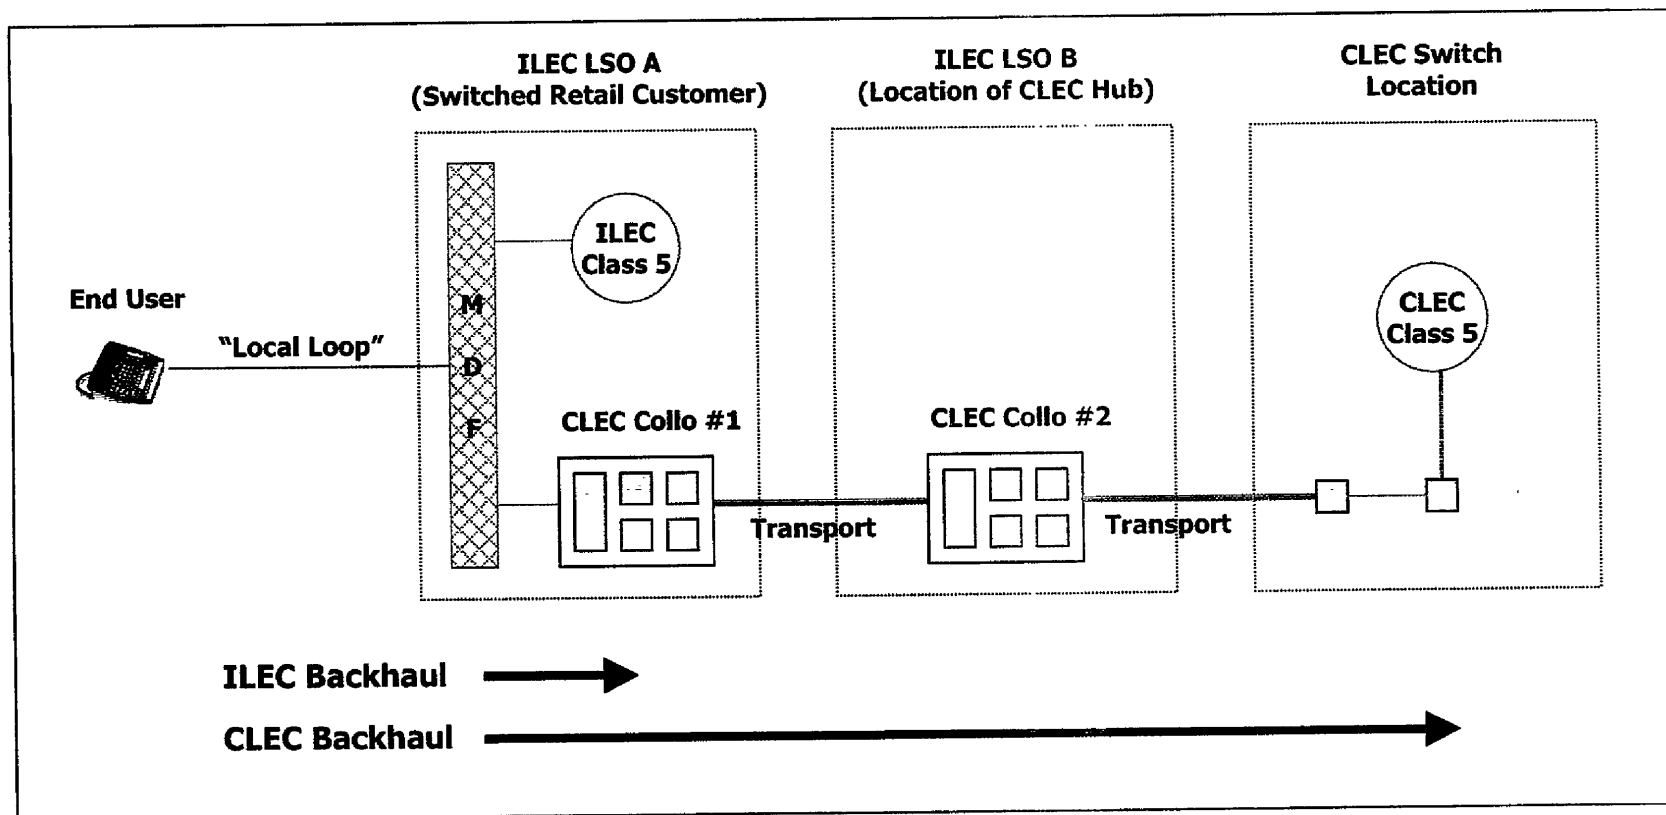 ILEC LSO A
(Switched Retail Customer)
ILEC LSO B
(Location of CLEC Hub)
CLEC Switch
Location
ILEC
Class 5
End User
"Local Loop"
M
D
F
CLEC Collo #1
CLEC Collo #2
CLEC
Class 5
Transport
Transport
ILEC Backhaul
CLEC Backhaul